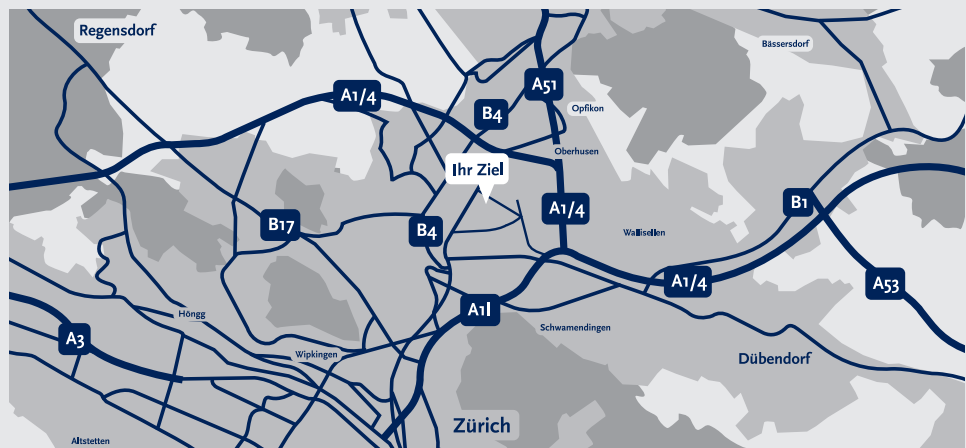 Regensdorf
Bässersdorf
A51
A1/4
Opfikon
B4
Oberhusen
Ihr Ziel
B1
A1/4
B17
B4
Wallisellen
A1/4
A53
A1l
Höngg
Schwamendingen
A3
Wipkingen
Dübendorf
Zürich
Altstetten